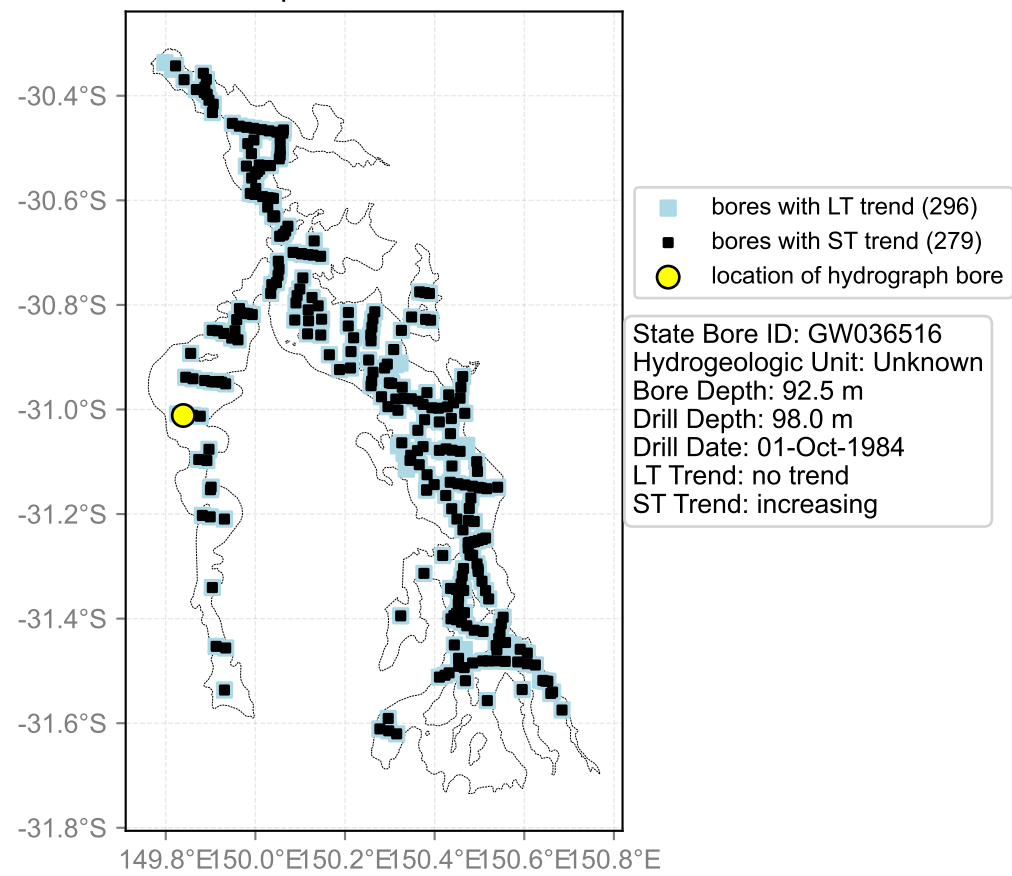 -30.4°S
-30.6°S
-30.8°S
-31.0°S
-31.2°S
-31.4°S
-31.6°S
-31.8°S
149.8°E150.0°E150.2°E150.4°E150.6°E150.8°E
bores with LT trend (296)
bores with ST trend (279)
location of hydrograph bore
State Bore ID: GW036516
Hydrogeologic Unit: Unknown
Bore Depth: 92.5 m
Drill Depth: 98.0 m
Drill Date: 01-Oct-1984
LT Trend: no trend
ST Trend: increasing